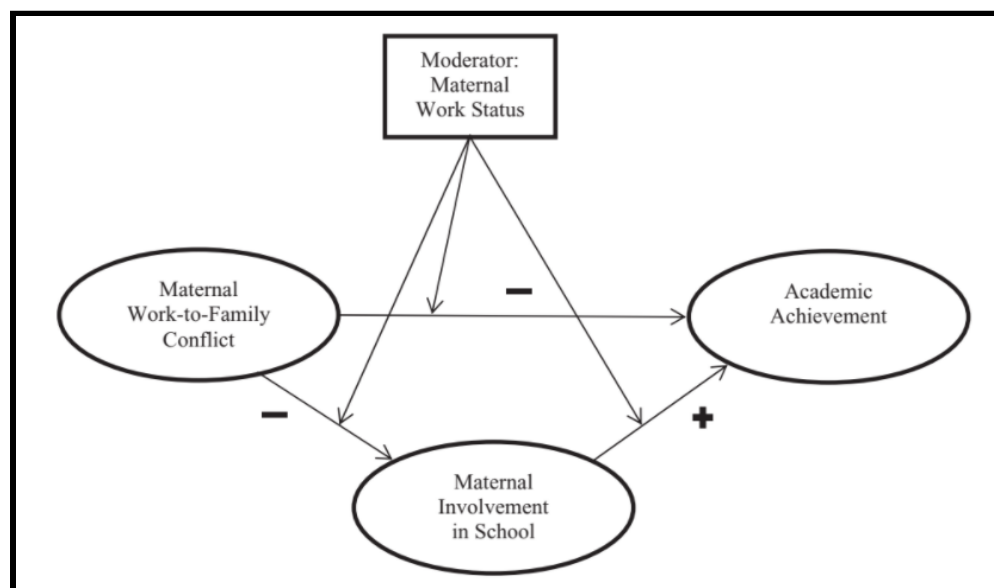 Moderator:
Maternal
Work Status
Maternal
Work-to-Family
Conflict
−
Academic
Achievement
−
+
Maternal
Involvement
in School